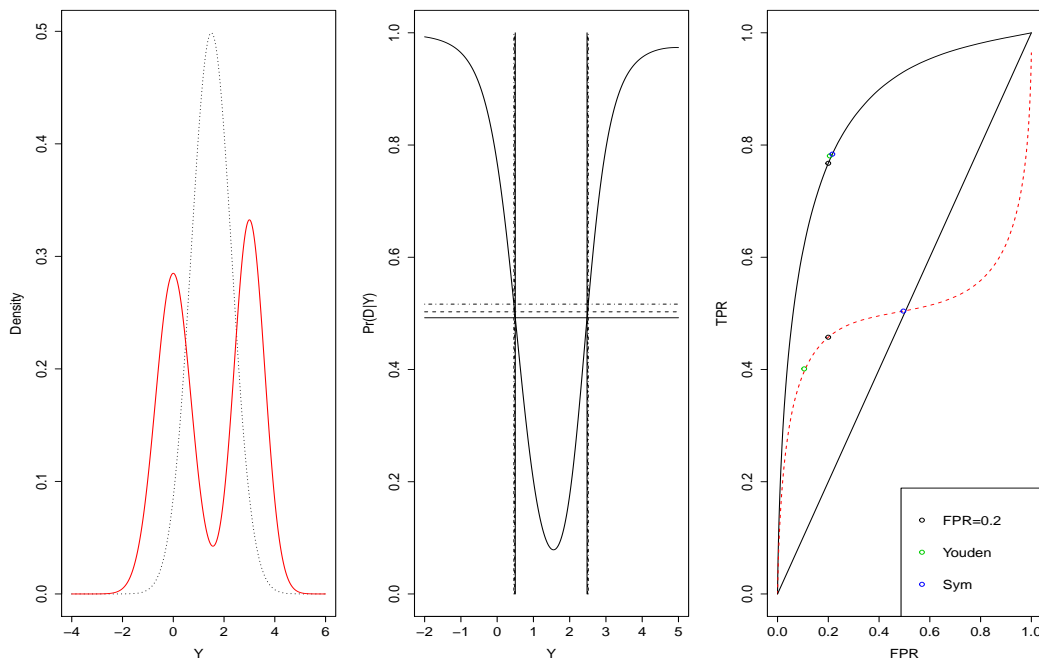 Density
0.0 0.1 0.2 0.3 0.4 0.5
−4 −2 0 2 4 6
Y
Pr(D|Y)
0.0 0.2 0.4 0.6 0.8 1.0
−2 −1 0 1 2 3 4 5
Y
TPR
0.0 0.2 0.4 0.6 0.8 1.0
0.0 0.2 0.4 0.6 0.8 1.0
FPR
FPR=0.2
Youden
Sym